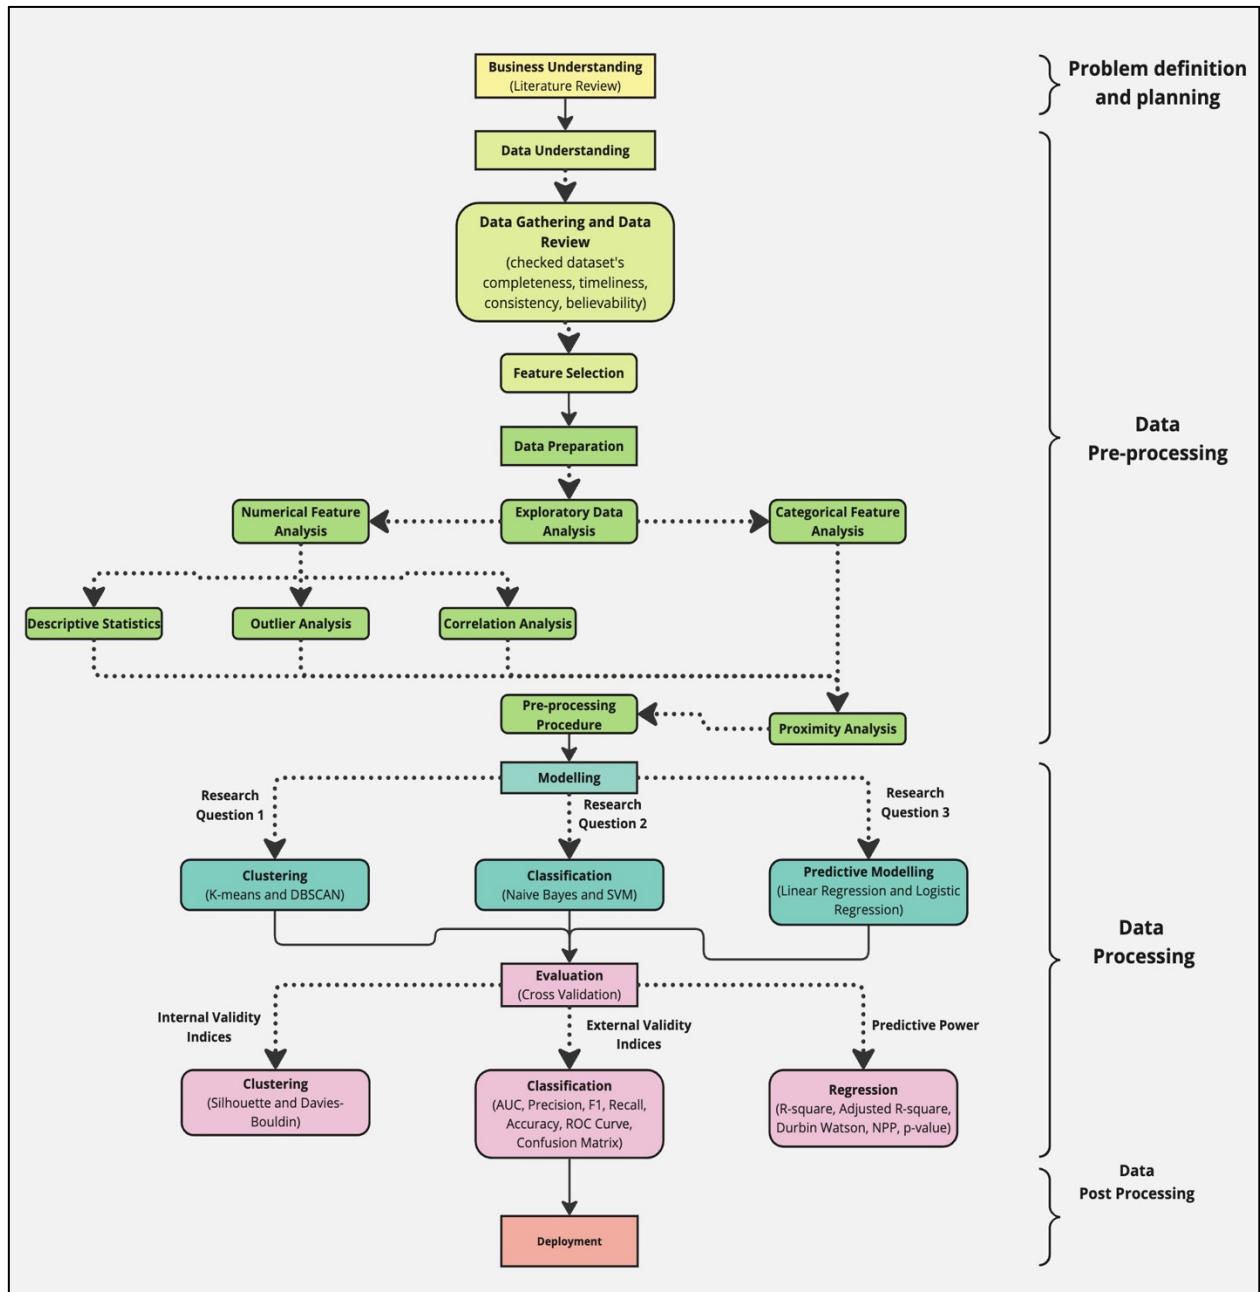 Business Understanding
(Literature Review)
Problem definition
and planning
Data Understanding
Data Gathering and Data
Review
(checked dataset's
completeness, timeliness,
consistency, believability)
Feature Selection
Data
Pre-processing
Data Preparation
Numerical Feature
Analysis
Exploratory Data
Analysis
Categorical Feature
Analysis
Descriptive Statistics
Outlier Analysis
Correlation Analysis
Pre-processing
Procedure
Proximity Analysis
Modelling
Research
Question 1
Research
Question 2
Research
Question 3
Clustering
(K-means and DBSCAN)
Classification
(Naive Bayes and SVM)
Predictive Modelling
(Linear Regression and Logistic
Regression)
Data
Processing
Evaluation
(Cross Validation)
Internal Validity
Indices
External Validity
Indices
Predictive Power
Clustering
(Silhouette and Davies-
Bouldin)
Classification
(AUC, Precision, F1, Recall,
Accuracy, ROC Curve,
Confusion Matrix)
Regression
(R-square, Adjusted R-square,
Durbin Watson, NPP, p-value)
Data
Post Processing
Deployment